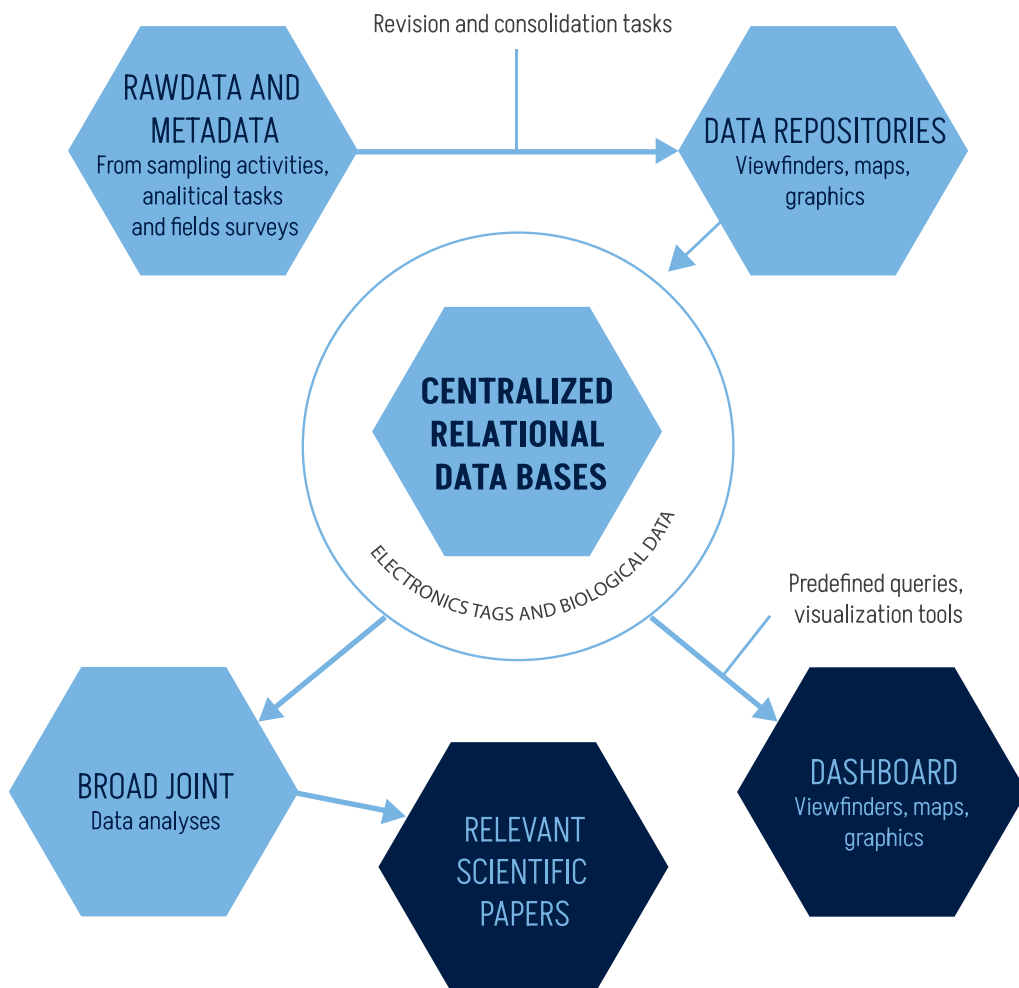 Revision and consolidation tasks
RAWDATA AND
METADATA
From sampling activities,
analitical tasks
and fields surveys
DATA REPOSITORIES
Viewfinders, maps,
graphics
CENTRALIZED
RELATIONAL
DATA BASES
ELECTRONICS TAGS AND BIOLOGICAL DATA
Predefined queries,
visualization tools
BROAD JOINT
Data analyses
RELEVANT
SCIENTIFIC
PAPERS
DASHBOARD
Viewfinders, maps,
graphics